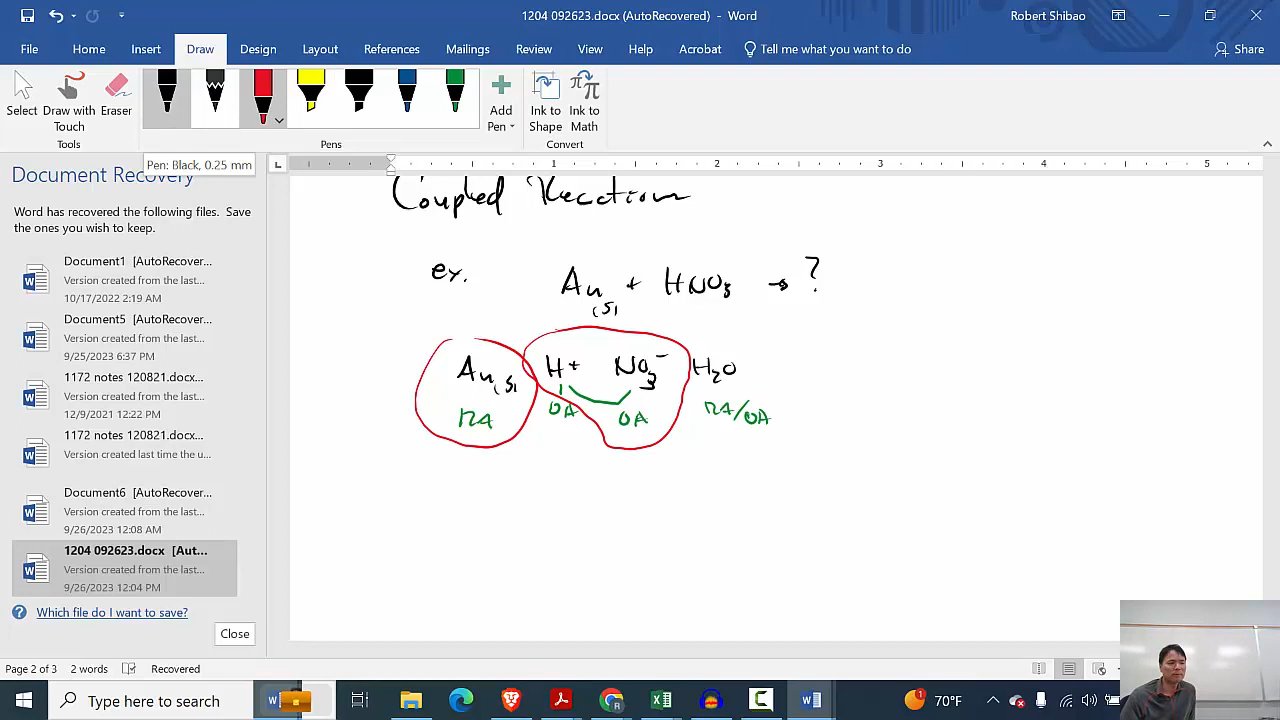 1204 092623.docx (AutoRecovered) - Word
Robert Shibao
File Home Insert Draw Design Layout References Mailings Review View Help Acrobat Tell me what you want to do Share
Select Draw with Touch Eraser Add Pen Ink to Shape Ink to Math
Tools Pens Convert
Pen: Black, 0.25 mm
1 2 3 4 5
Document Recovery
Word has recovered the following files. Save
the ones you wish to keep.
Document1 [AutoRecover...
Version created from the last...
10/17/2022 2:19 AM
Document5 [AutoRecover...
Version created from the last...
9/25/2023 6:37 PM
1172 notes 120821.docx...
Version created from the last...
12/9/2021 12:22 PM
1172 notes 120821.docx...
Version created last time the u...
Document6 [AutoRecover...
Version created from the last...
9/26/2023 12:08 AM
1204 092623.docx [Aut...
Version created from the last...
9/26/2023 12:04 PM
Which file do I want to save?
Close
Coupled Reactions
ex. Au(s) + HNO3 → ?
Au(s) H+ NO3- H2O
RA OA OA RA/OA
Page 2 of 3 2 words Recovered
Type here to search
70°F